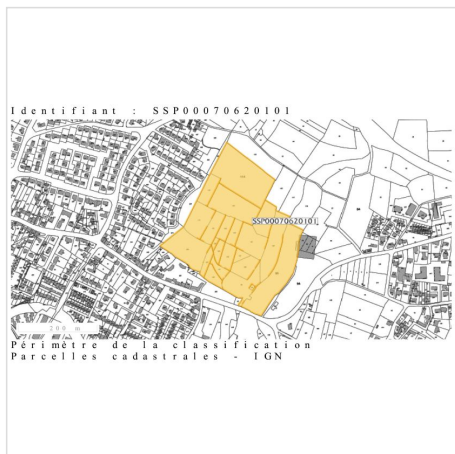 Identifiant : SSP00070620101
SSP00070620101
200 m
Périmètre de la classification
Parcelles cadastrales - IGN